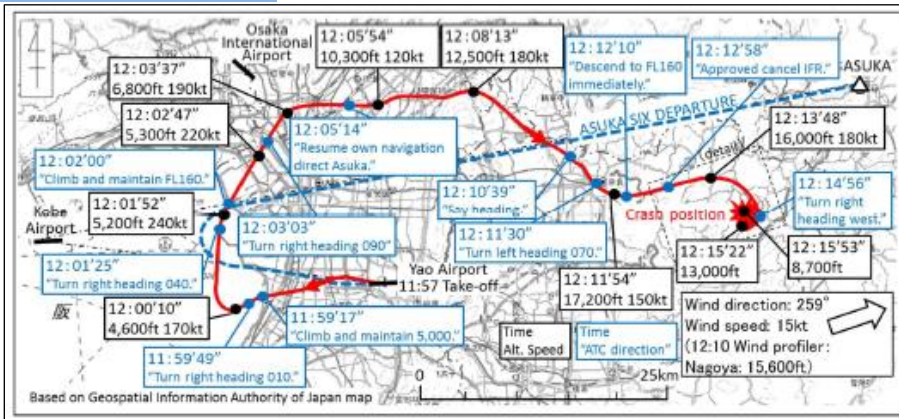 Osaka
International
Airport
12:05'54"
10,300ft 120kt
12:08'13"
12,500ft 180kt
12:12'10"
"Descend to FL160
immediately."
12:12'58"
"Approved cancel IFR."
ASUKA
12:03'37"
6,800ft 190kt
12:02'47"
5,300ft 220kt
12:05'14"
"Resume own navigation
direct Asuka."
ASUKA SIX DEPARTURE
(detail)
12:13'48"
16,000ft 180kt
12:02'00"
"Climb and maintain FL160."
Kobe
Airport
12:01'52"
5,200ft 240kt
12:03'03"
"Turn right heading 090"
12:10'39"
"Say heading."
12:11'30"
"Turn left heading 070."
Crash position
12:14'56"
"Turn right
heading west."
12:01'25"
"Turn right heading 040."
Yao Airport
11:57 Take-off
12:15'22"
13,000ft
12:15'53"
8,700ft
12:11'54"
17,200ft 150kt
阪
12:00'10"
4,600ft 170kt
11:59'17"
"Climb and maintain 5,000."
11:59'49"
"Turn right heading 010."
Time
Alt. Speed
Time
"ATC direction"
Wind direction: 259°
Wind speed: 15kt
(12:10 Wind profiler:
Nagoya: 15,600ft)
0
25km
Based on Geospatial Information Authority of Japan map